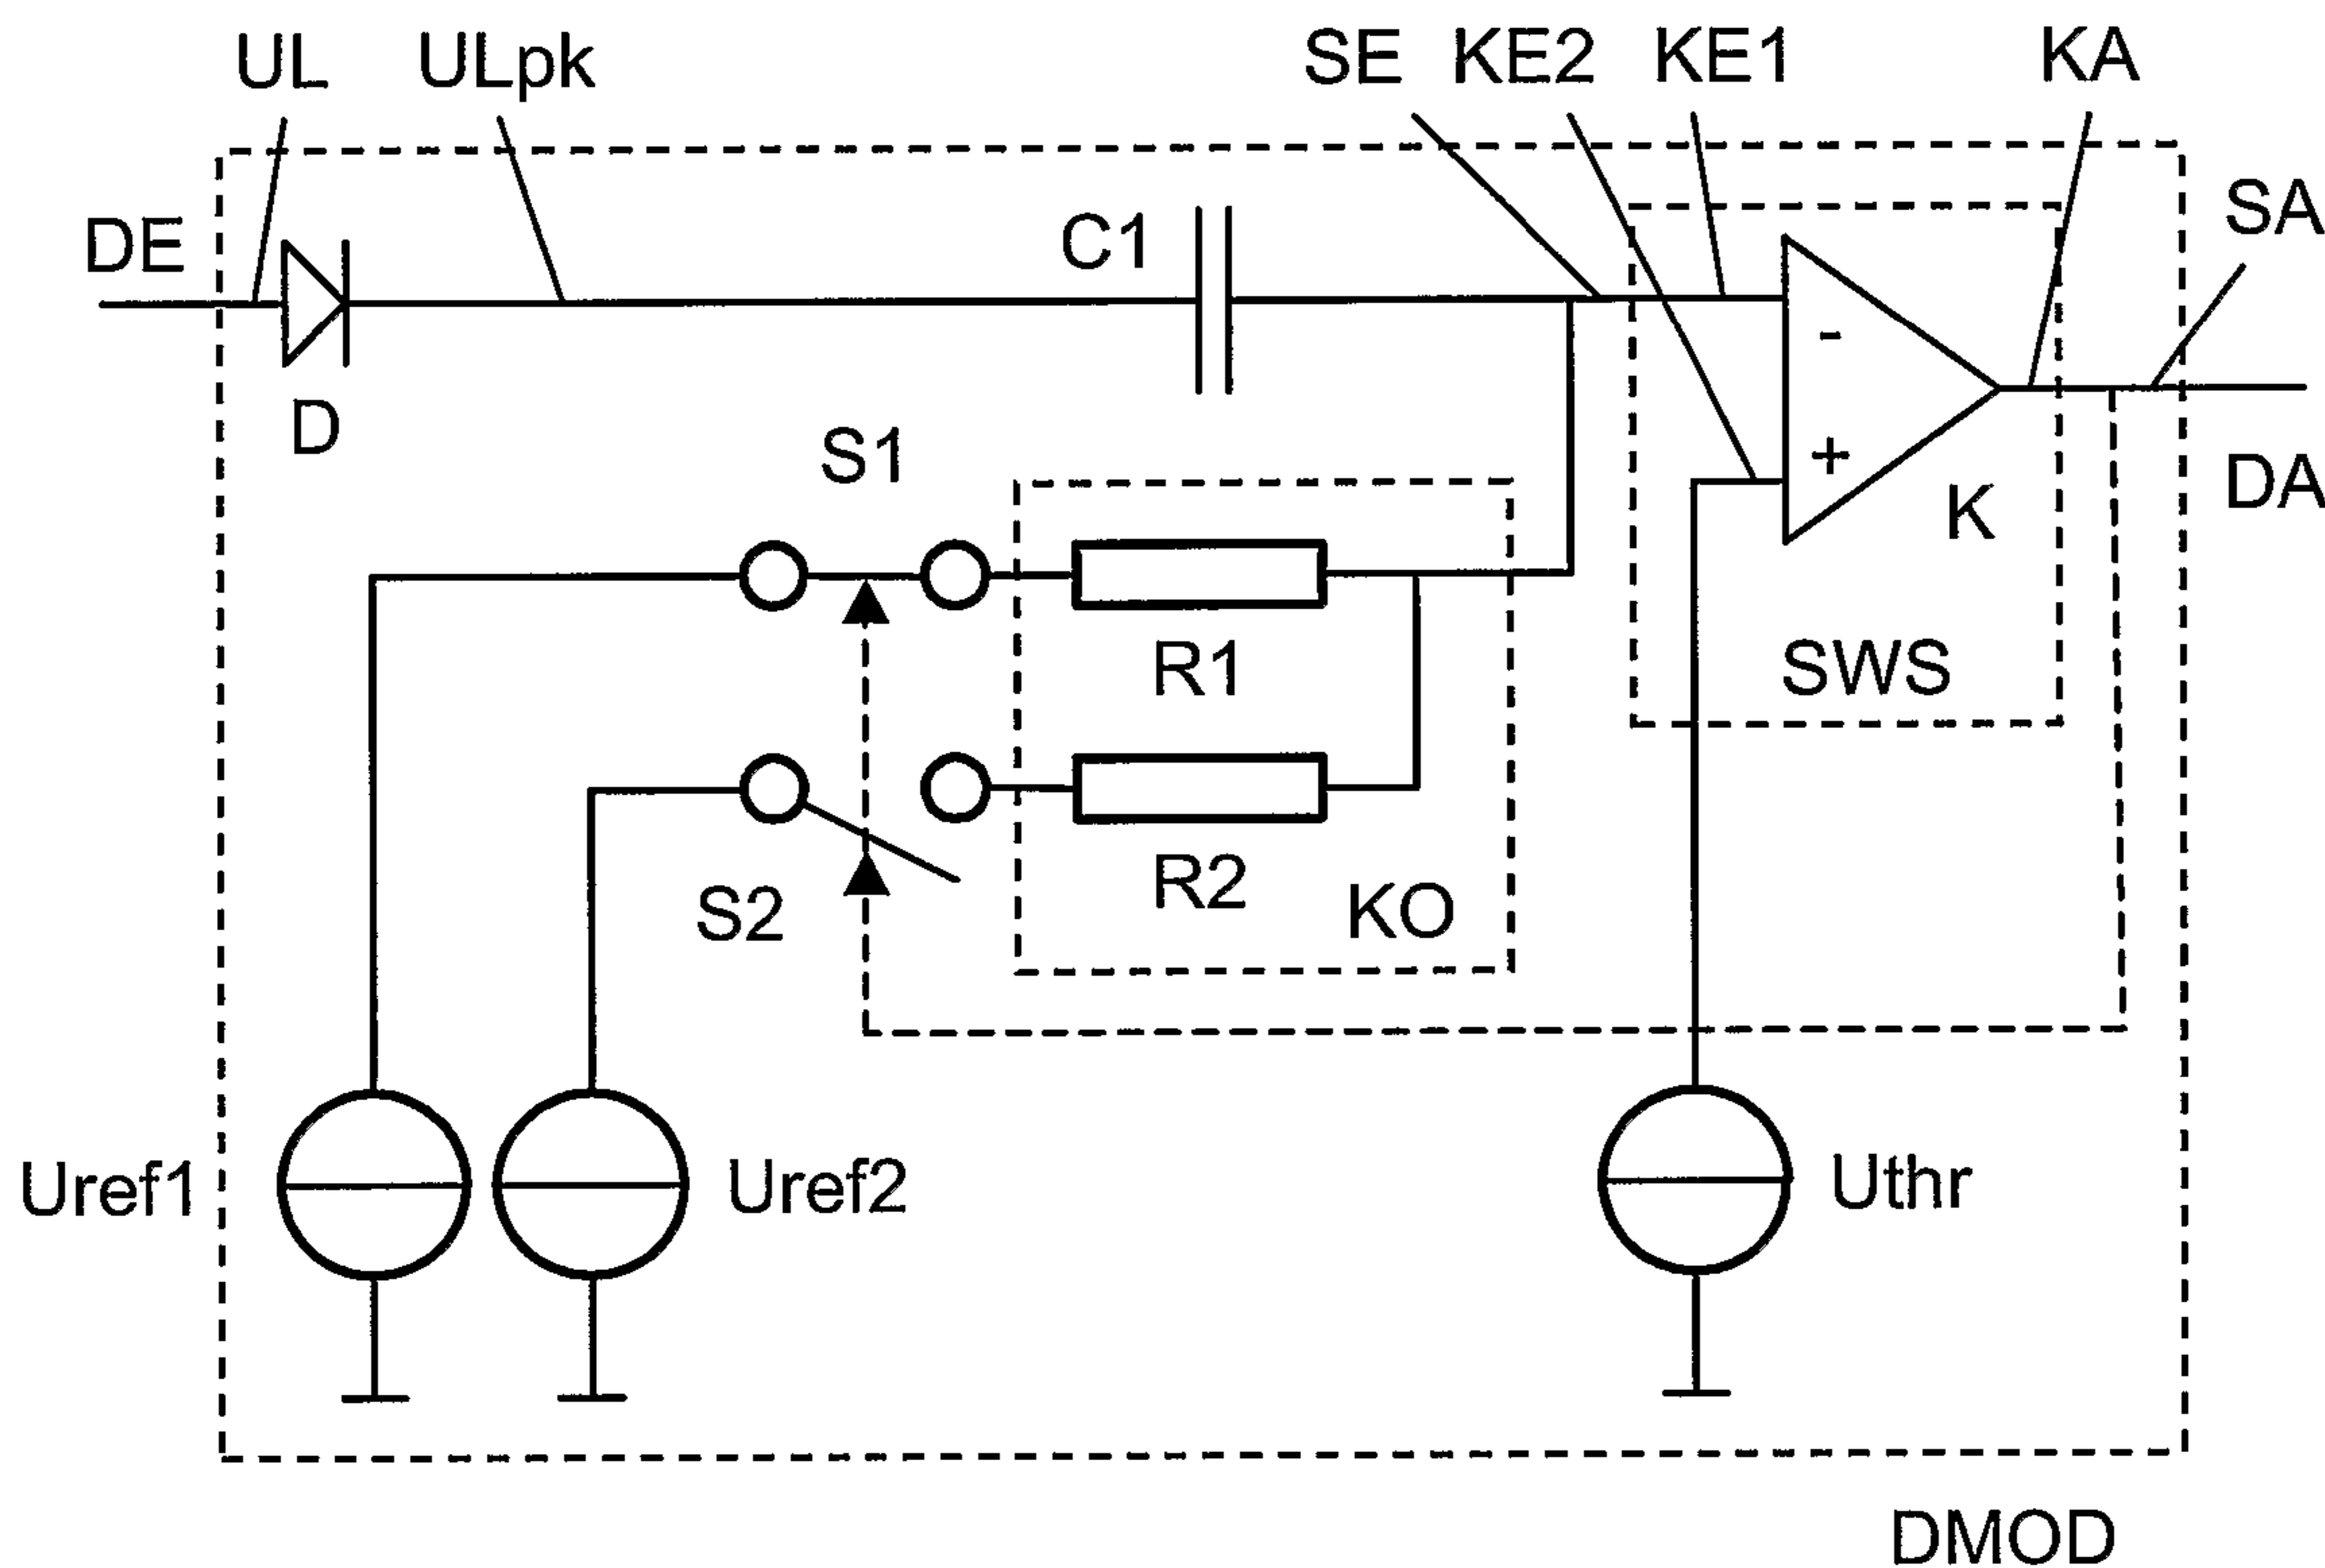 UL ULpk SE KE2 KE1 KA
DE C1 SA
D S1 - + K DA
R1 SWS
S2 R2 KO
Uref1 Uref2 Uthr
DMOD